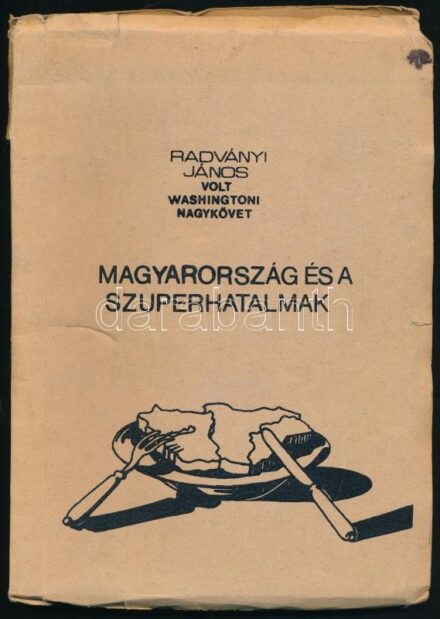 RADVÁNYI
JÁNOS
VOLT
WASHINGTONI
NAGYKÖVET
MAGYARORSZÁG ÉS A
SZUPERHATALMAK
darabanth